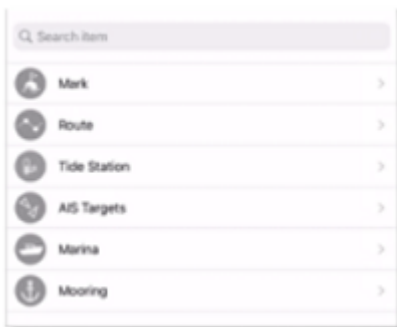 Search item
Mark
Route
Tide Station
AIS Targets
Marina
Mooring